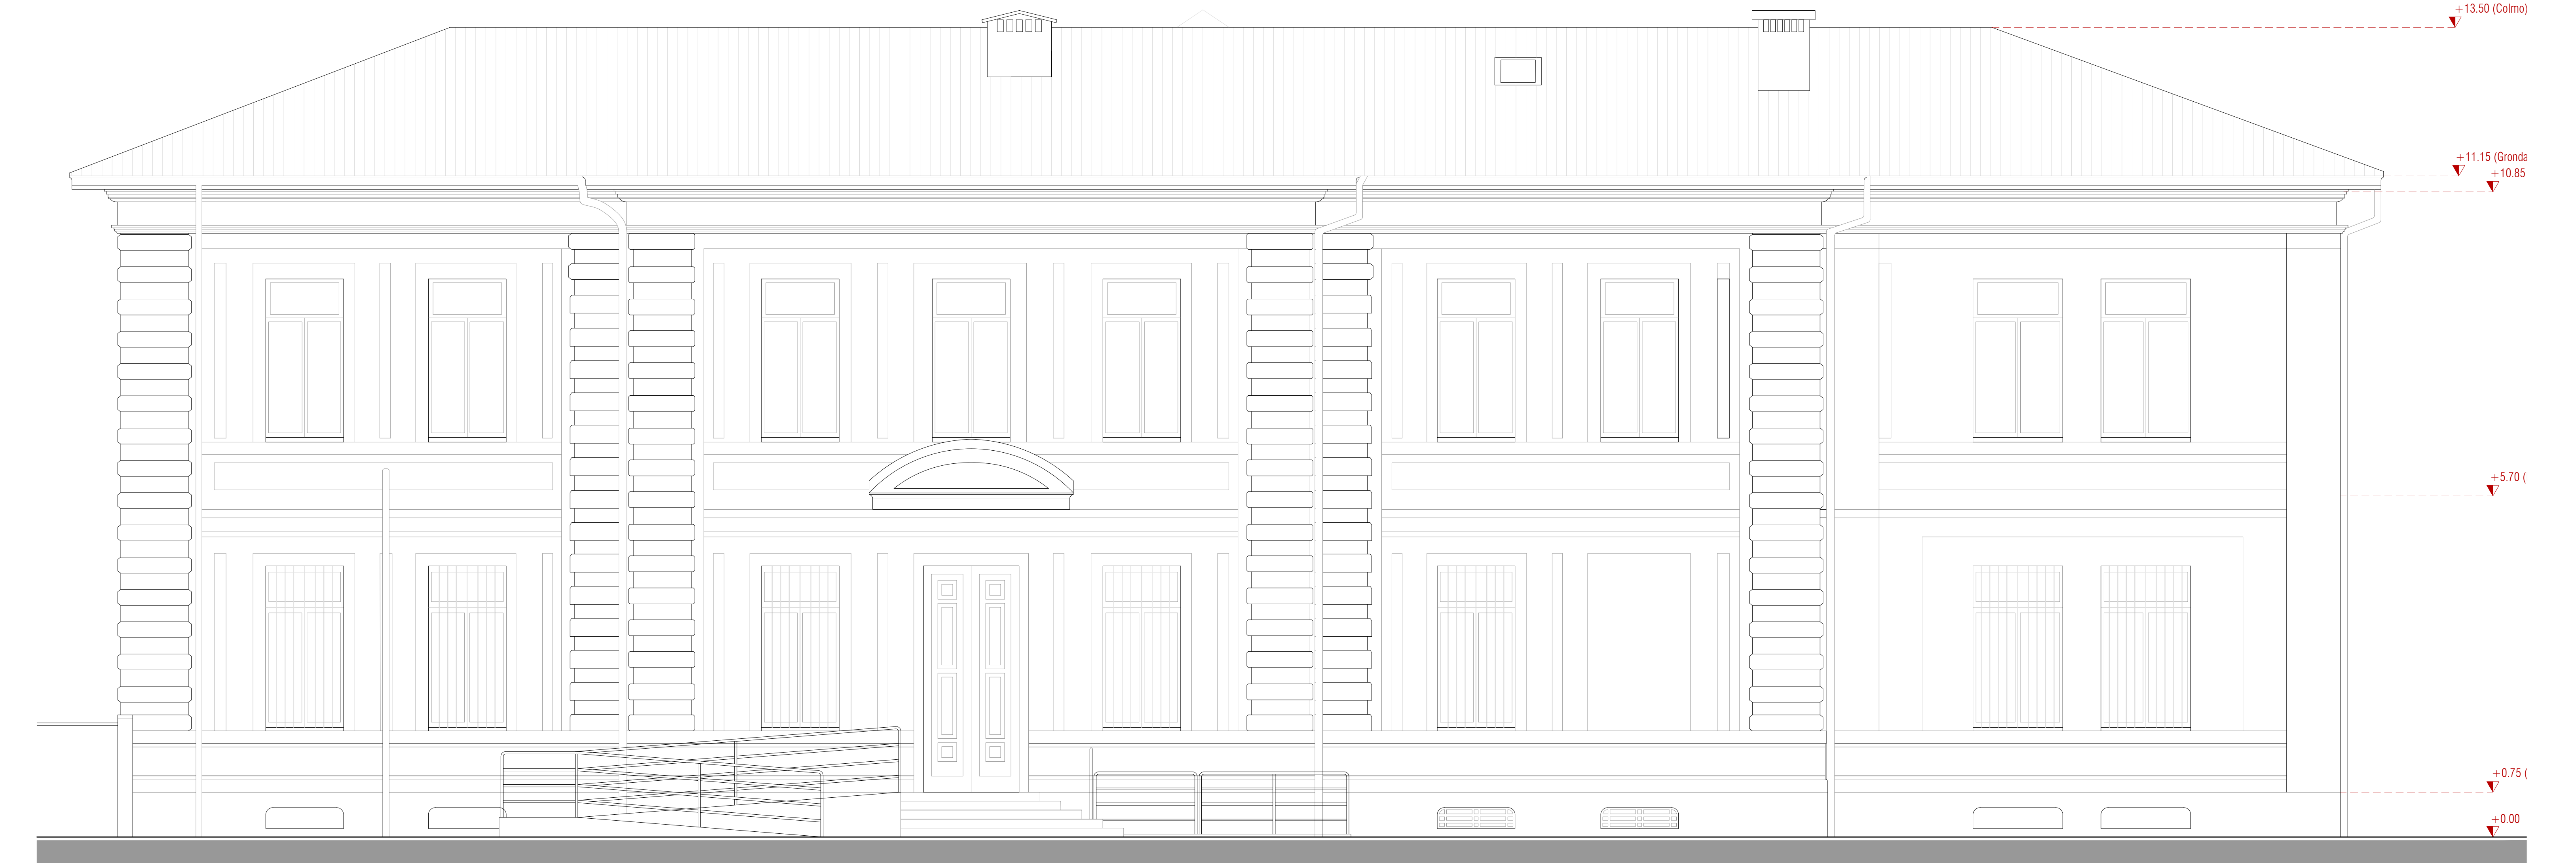 +13.50 (Colmo)
+11.15 (Gronda
+10.85
+5.70 (
+0.75 (
+0.00